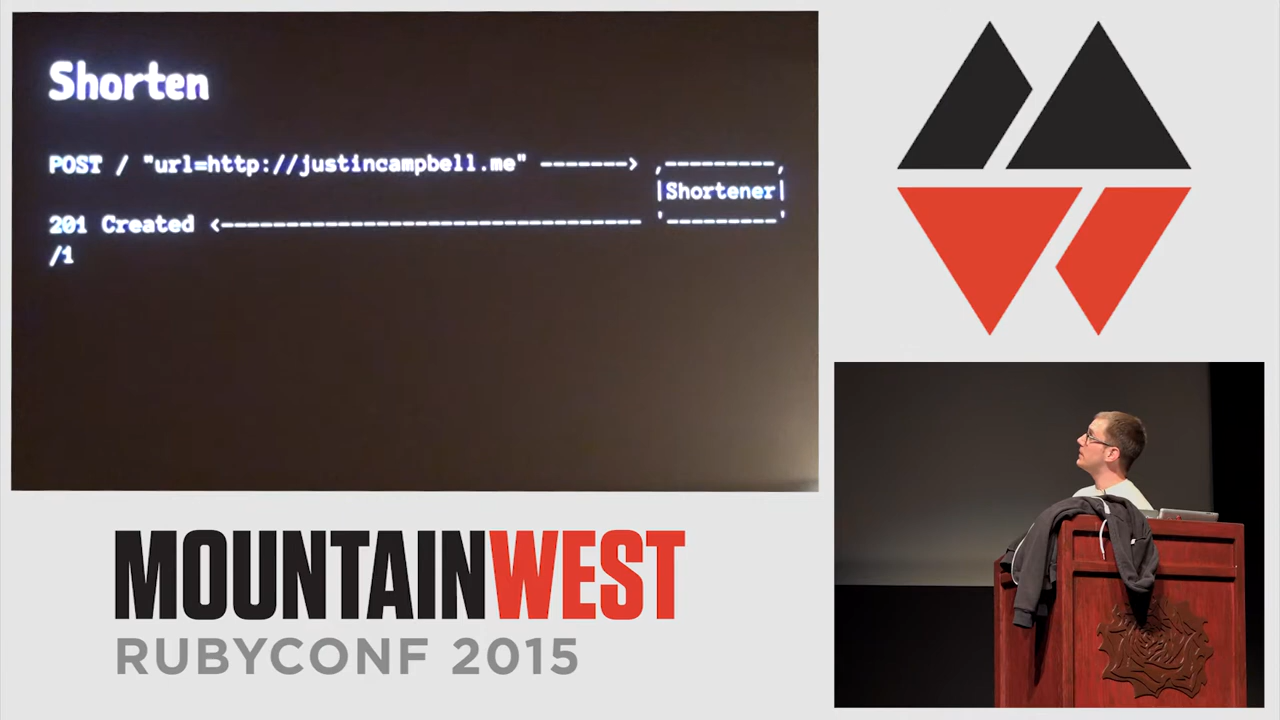 Shorten
POST / "url=http://justincampbell.me" -------> ,---------,
|Shortener|
201 Created <-------------------------------- '---------'
/1
MOUNTAINWEST
RUBYCONF 2015